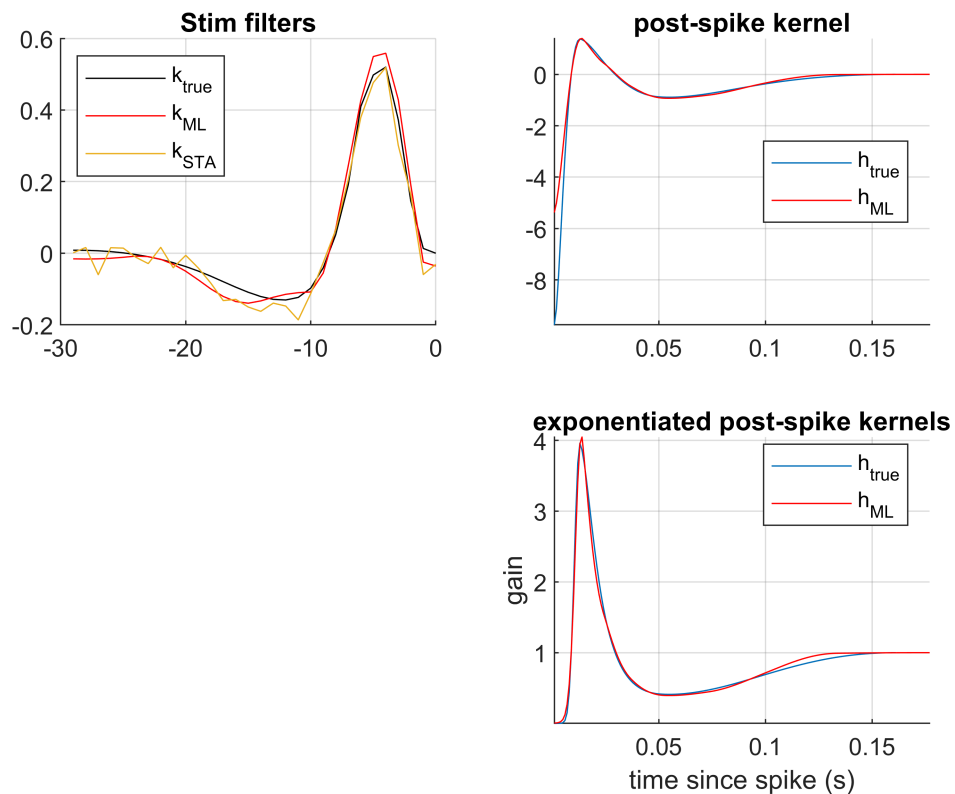 Stim filters
0.6
0.4
0.2
0
-0.2
-30
-20
-10
0
k_true
k_ML
k_STA
post-spike kernel
0
-2
-4
-6
-8
0.05
0.1
0.15
h_true
h_ML
exponentiated post-spike kernels
4
3
2
1
gain
0.05
0.1
0.15
time since spike (s)
h_true
h_ML